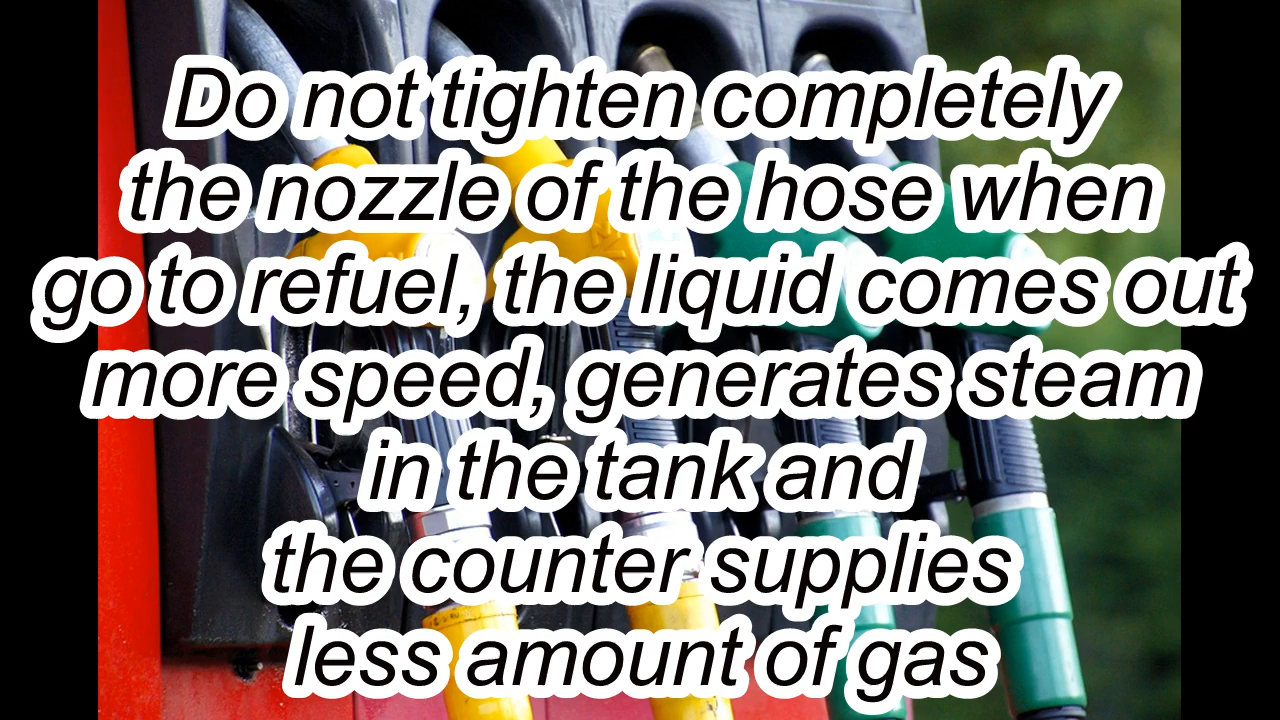 Do not tighten completely
the nozzle of the hose when
go to refuel, the liquid comes out
more speed, generates steam
in the tank and
the counter supplies
less amount of gas